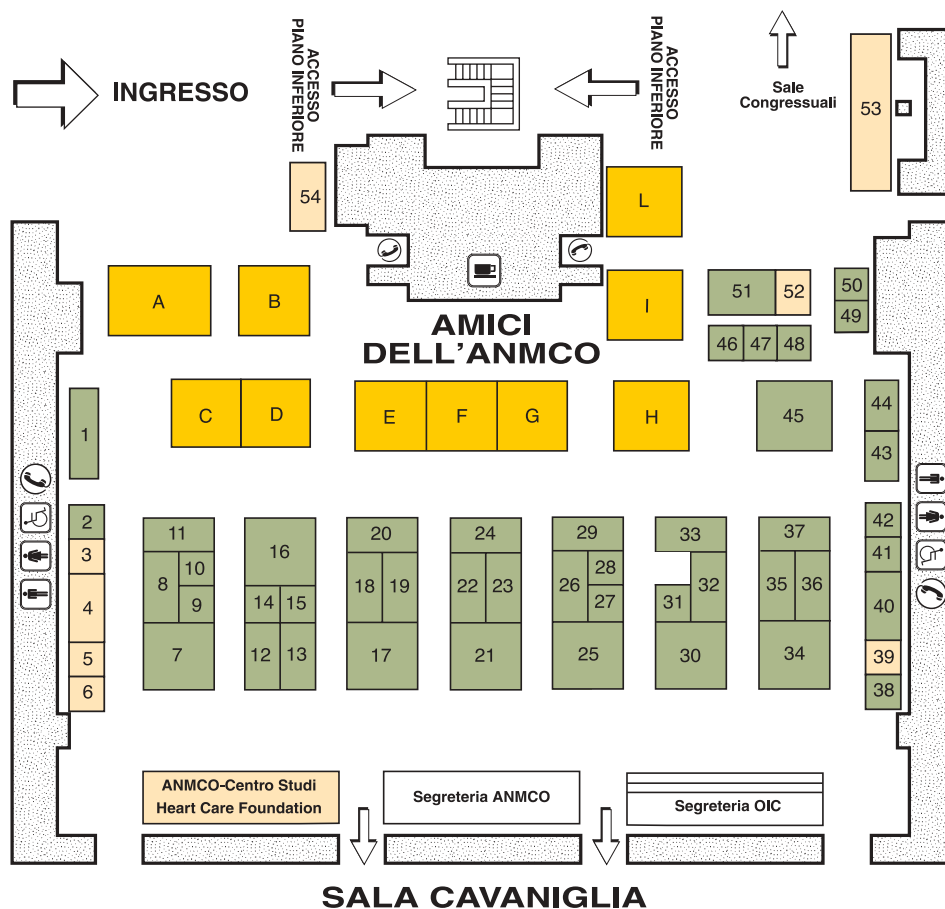 INGRESSO
ACCESSO
PIANO INFERIORE
ACCESSO
PIANO INFERIORE
Sale
Congressuali
53
54
L
A
B
I
51
52
50
49
46
47
48
AMICI
DELL'ANMCO
C
D
E
F
G
H
45
44
43
1
2
3
4
5
6
11
8
10
9
7
16
14
15
12
13
20
18
19
17
24
22
23
21
29
26
28
27
25
33
32
31
30
37
35
36
34
42
41
40
39
38
ANMCO-Centro Studi
Heart Care Foundation
Segreteria ANMCO
Segreteria OIC
SALA CAVANIGLIA